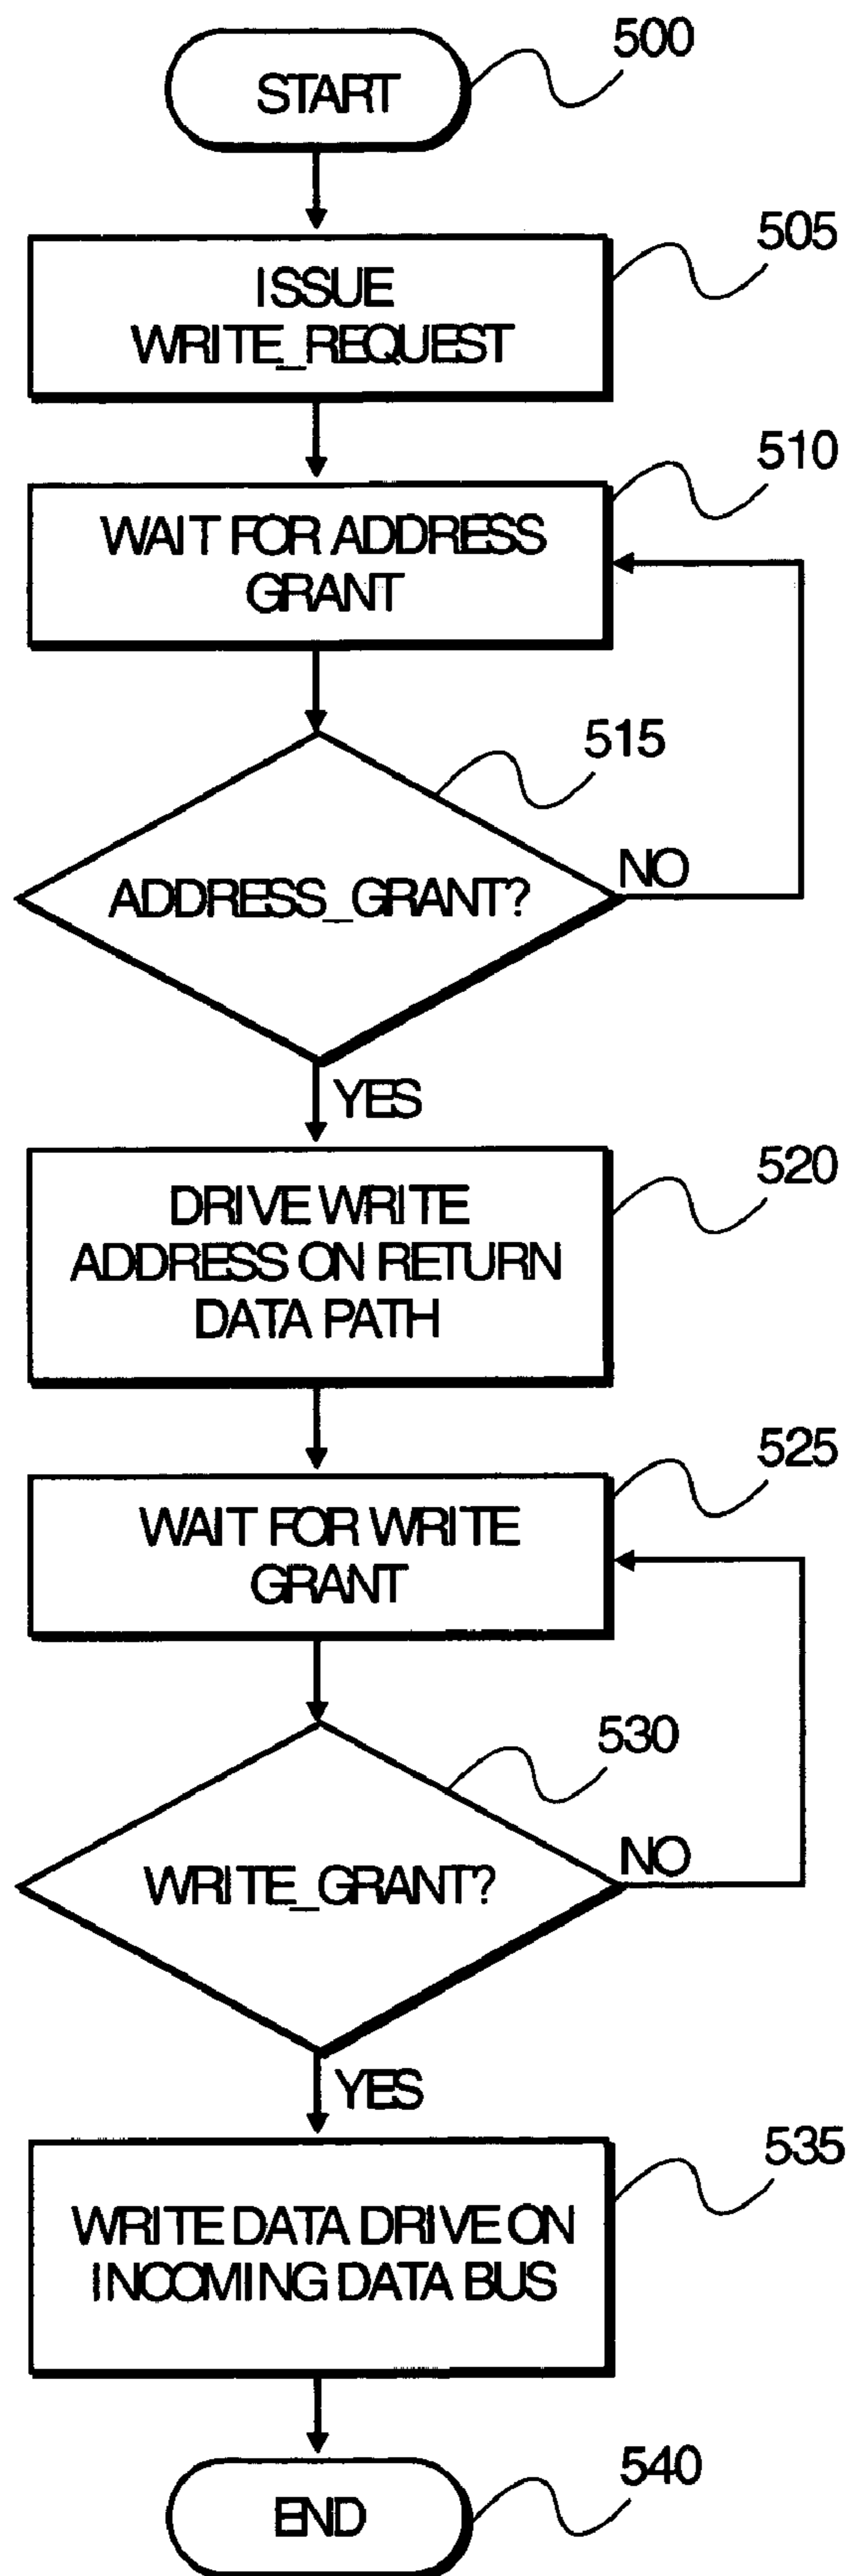 500
START
505
ISSUE
WRITE_REQUEST
510
WAIT FOR ADDRESS
GRANT
515
ADDRESS_GRANT?
NO
YES
520
DRIVE WRITE
ADDRESS ON RETURN
DATA PATH
525
WAIT FOR WRITE
GRANT
530
WRITE_GRANT?
NO
YES
535
WRITE DATA DRIVE ON
INCOMING DATA BUS
540
END